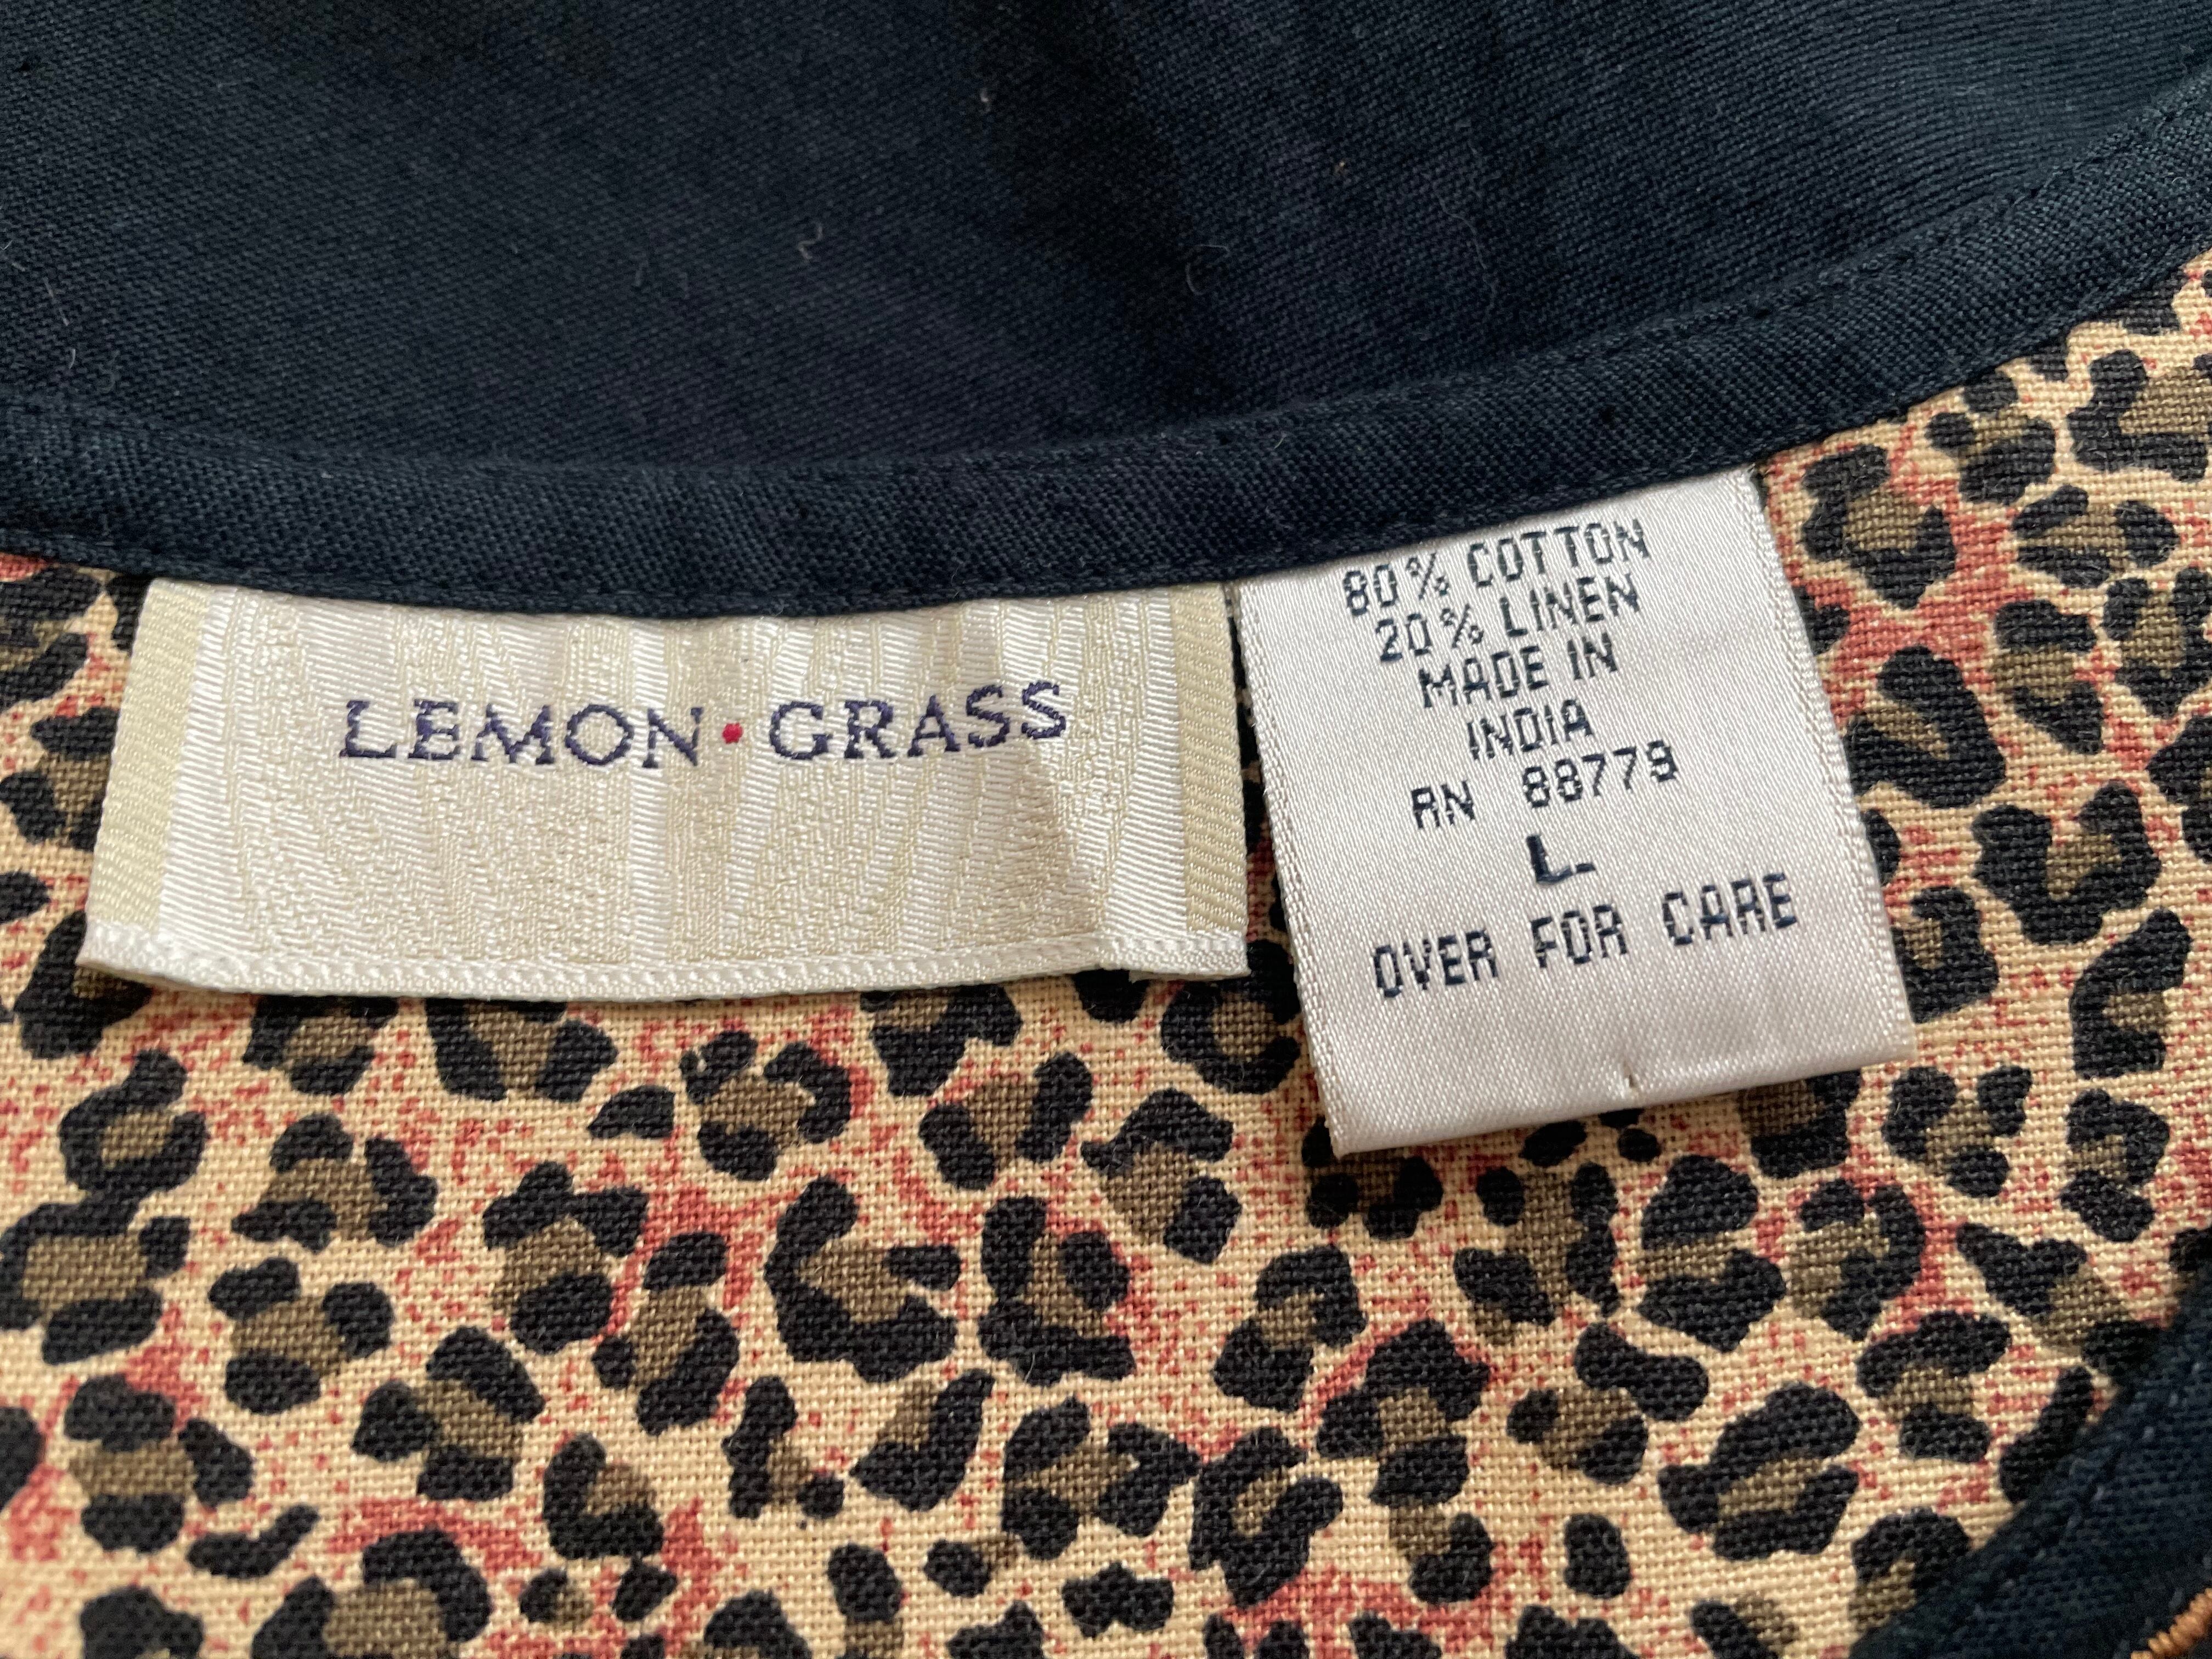 LEMON • GRASS
80% COTTON
20% LINEN
MADE IN
INDIA
RN 88779
L.
OVER FOR CARE